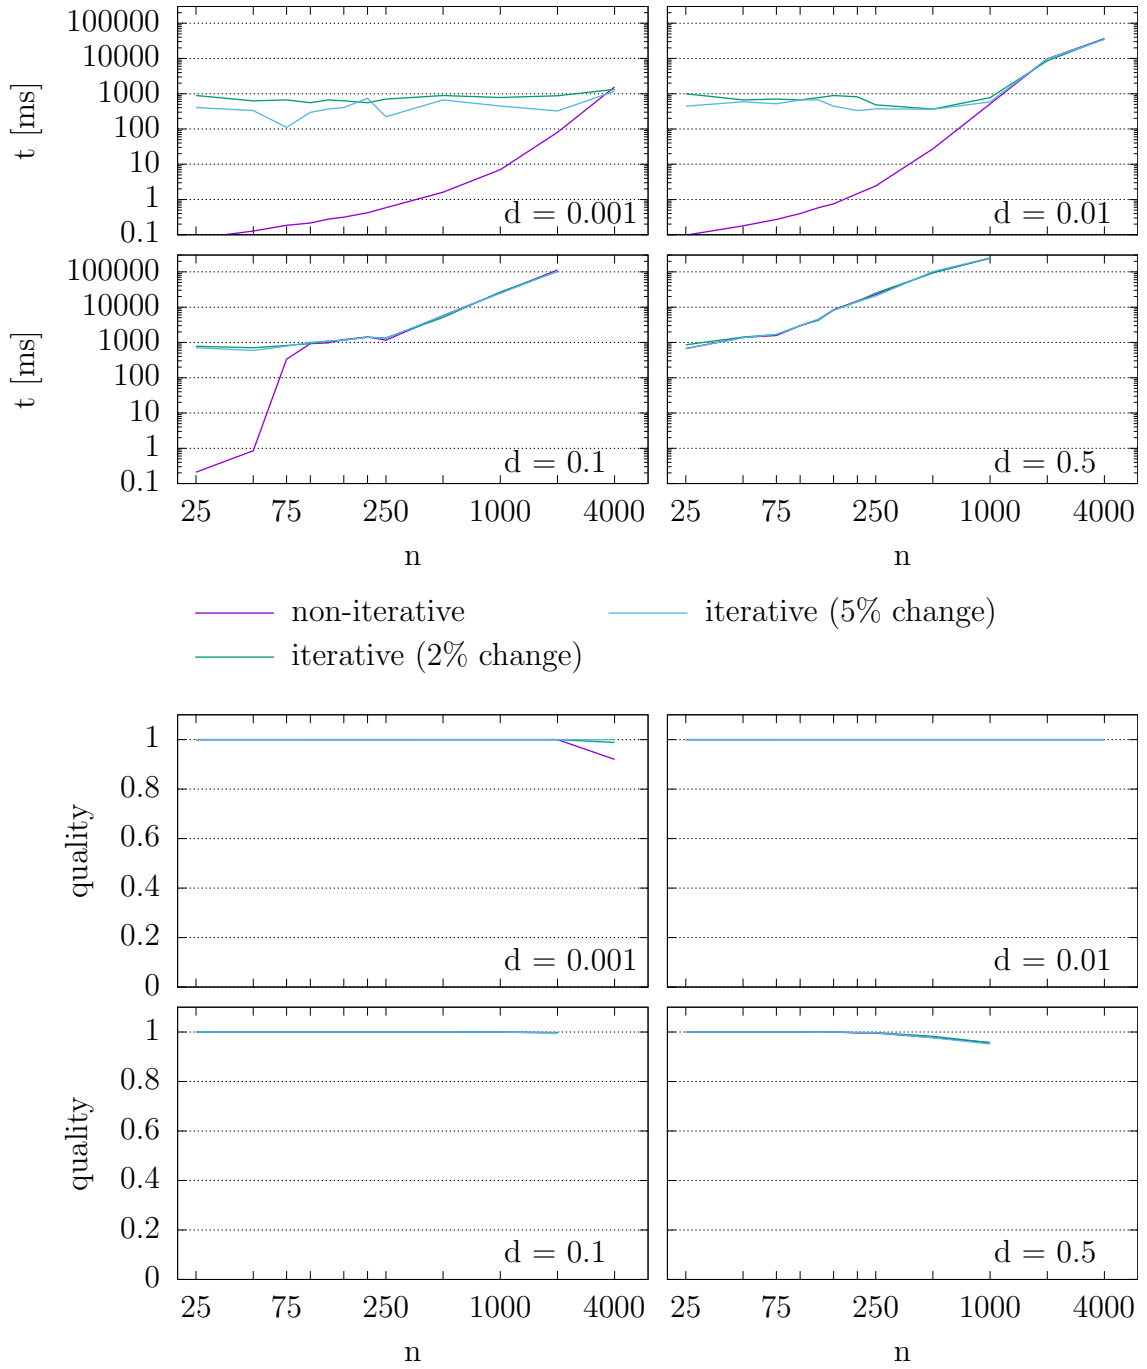 100000
10000
1000
100
10
1
0.1
t [ms]
d = 0.001
d = 0.01
100000
10000
1000
100
10
1
0.1
t [ms]
d = 0.1
d = 0.5
25 75 250 1000 4000
25 75 250 1000 4000
n
n
non-iterative
iterative (5% change)
iterative (2% change)
1
0.8
0.6
0.4
0.2
0
quality
d = 0.001
d = 0.01
1
0.8
0.6
0.4
0.2
0
quality
d = 0.1
d = 0.5
25 75 250 1000 4000
25 75 250 1000 4000
n
n